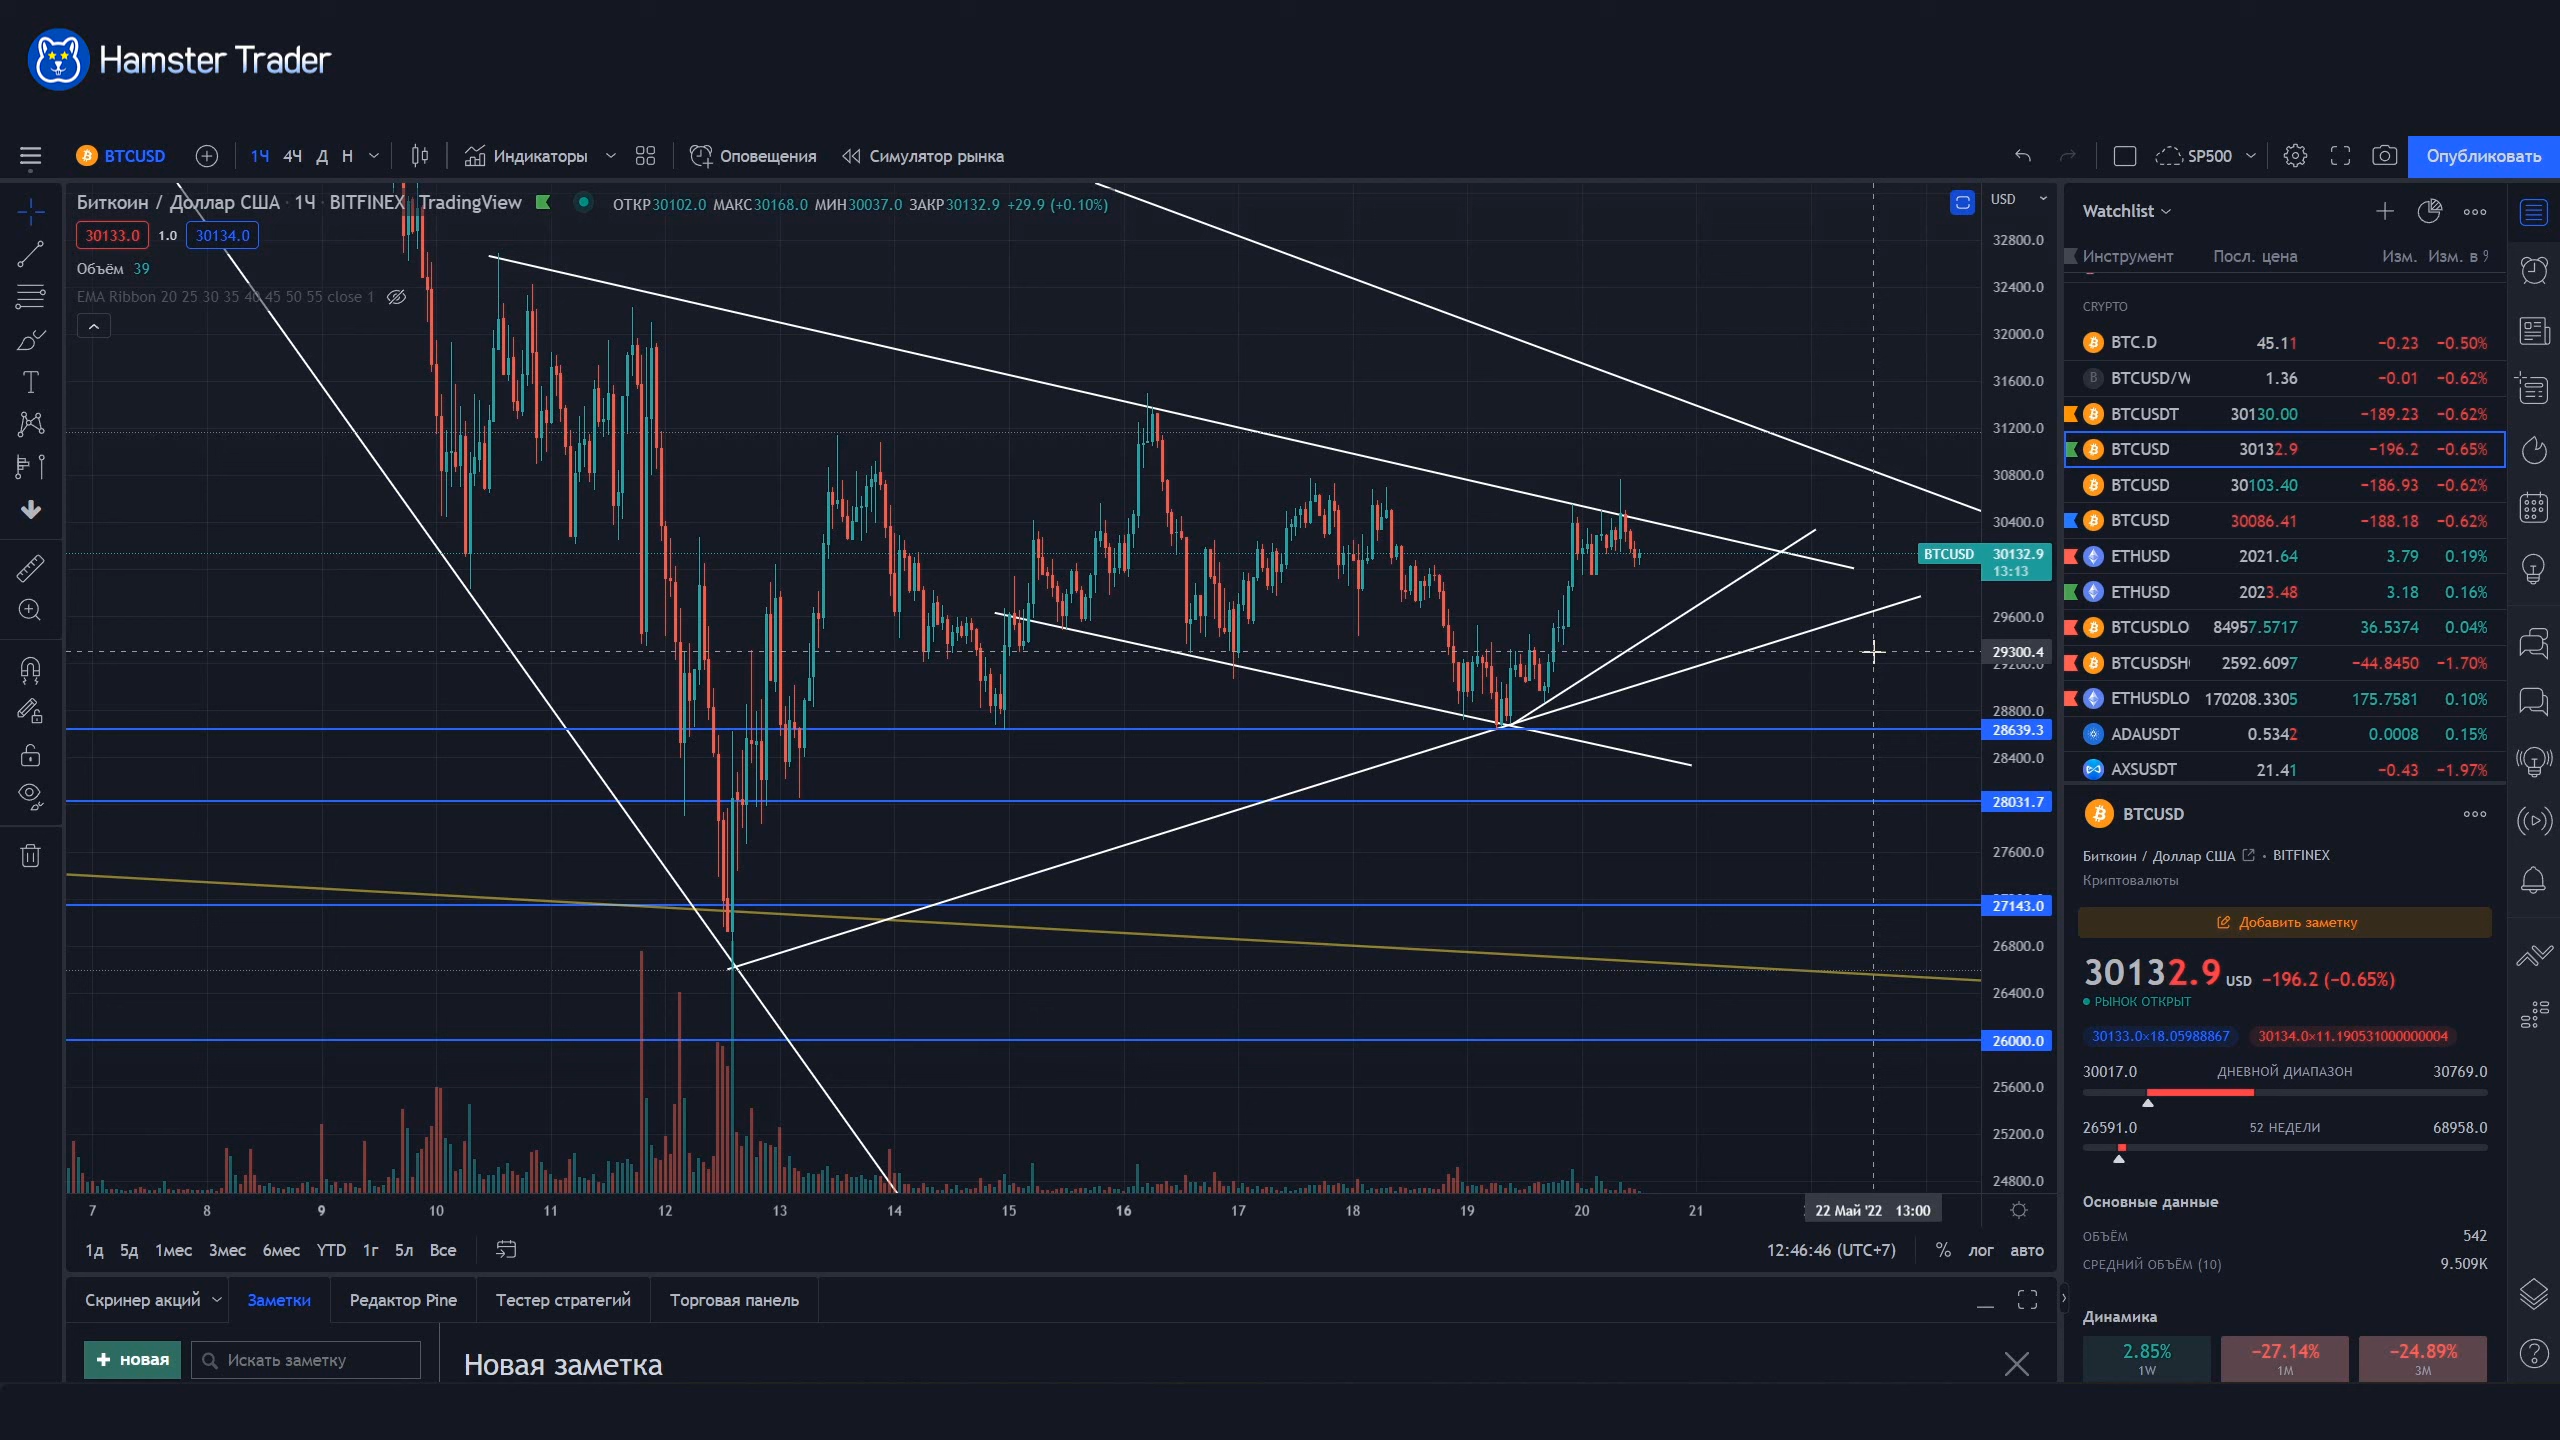 Hamster Trader
BTCUSD 1Ч 4Ч Д Н Индикаторы Оповещения Симулятор рынка SP500 Опубликовать
Биткоин / Доллар США · 1Ч · BITFINEX · TradingView ОТКР30102.0 МАКС30168.0 МИН30037.0 ЗАКР30132.9 +29.9 (+0.10%)
30133.0 1.0 30134.0
Объём 39
EMA Ribbon 20 25 30 35 40 45 50 55 close 1
USD
32800.0
32400.0
32000.0
31600.0
31200.0
30800.0
30400.0
BTCUSD 30132.9
13:13
29600.0
29300.4
29200.0
28800.0
28639.3
28400.0
28031.7
27600.0
27143.0
26800.0
26400.0
26000.0
25600.0
25200.0
24800.0
7 8 9 10 11 12 13 14 15 16 17 18 19 20 21 22 Май '22 13:00
1д 5д 1мес 3мес 6мес YTD 1г 5л Все 12:46:46 (UTC+7) % лог авто
Скринер акций Заметки Редактор Pine Тестер стратегий Торговая панель
+ новая Искать заметку Новая заметка
Watchlist
Инструмент Посл. цена Изм. Изм. в
CRYPTO
BTC.D 45.11 −0.23 −0.50%
BTCUSD/W 1.36 −0.01 −0.62%
BTCUSDT 30130.00 −189.23 −0.62%
BTCUSD 30132.9 −196.2 −0.65%
BTCUSD 30103.40 −186.93 −0.62%
BTCUSD 30086.41 −188.18 −0.62%
ETHUSD 2021.64 3.79 0.19%
ETHUSD 2023.48 3.18 0.16%
BTCUSDLO 84957.5717 36.5374 0.04%
BTCUSDSH 2592.6097 −44.8450 −1.70%
ETHUSDLO 170208.3305 175.7581 0.10%
ADAUSDT 0.5342 0.0008 0.15%
AXSUSDT 21.41 −0.43 −1.97%
BTCUSD
Биткоин / Доллар США · BITFINEX
Криптовалюты
Добавить заметку
30132.9 USD −196.2 (−0.65%)
РЫНОК ОТКРЫТ
30133.0×18.05988867 30134.0×11.190531000000004
30017.0 ДНЕВНОЙ ДИАПАЗОН 30769.0
26591.0 52 НЕДЕЛИ 68958.0
Основные данные
ОБЪЁМ 542
СРЕДНИЙ ОБЪЁМ (10) 9.509K
Динамика
2.85% −27.14% −24.89%
1W 1M 3M